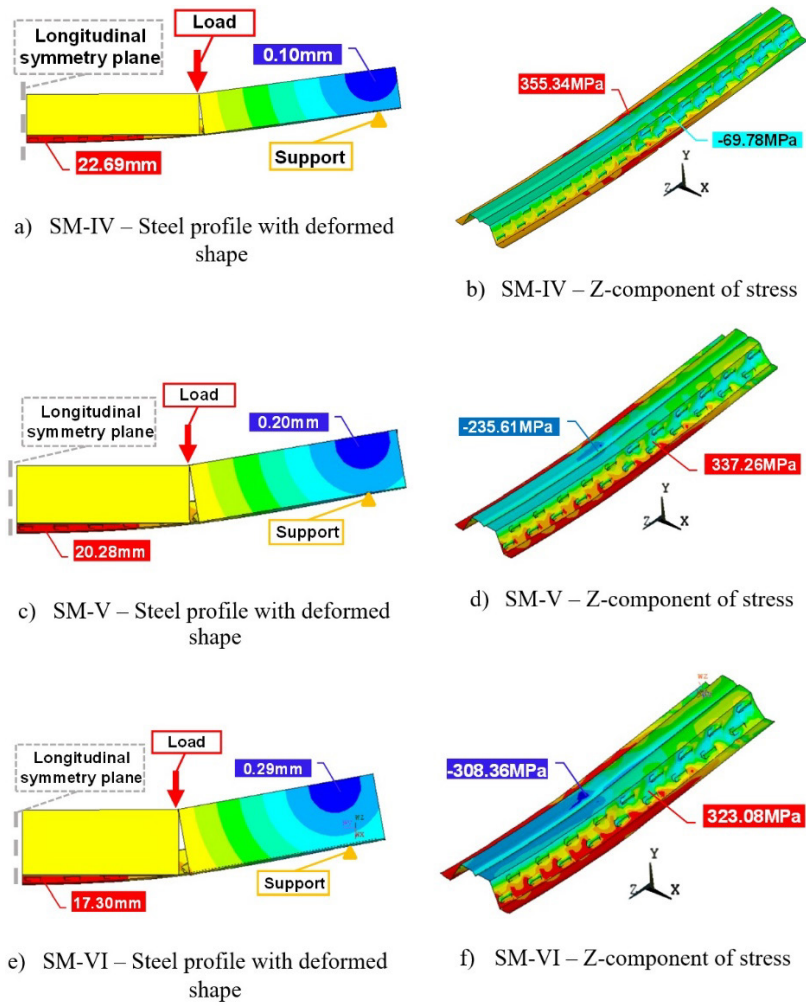 Longitudinal
symmetry plane
Load
0.10mm
22.69mm
Support
a) SM-IV – Steel profile with deformed
shape
355.34MPa
-69.78MPa
Y
Z
X
b) SM-IV – Z-component of stress
Longitudinal
symmetry plane
Load
0.20mm
20.28mm
Support
c) SM-V – Steel profile with deformed
shape
-235.61MPa
337.26MPa
Y
Z
X
d) SM-V – Z-component of stress
Longitudinal
symmetry plane
Load
0.29mm
17.30mm
Support
e) SM-VI – Steel profile with deformed
shape
-308.36MPa
323.08MPa
Y
Z
X
f) SM-VI – Z-component of stress